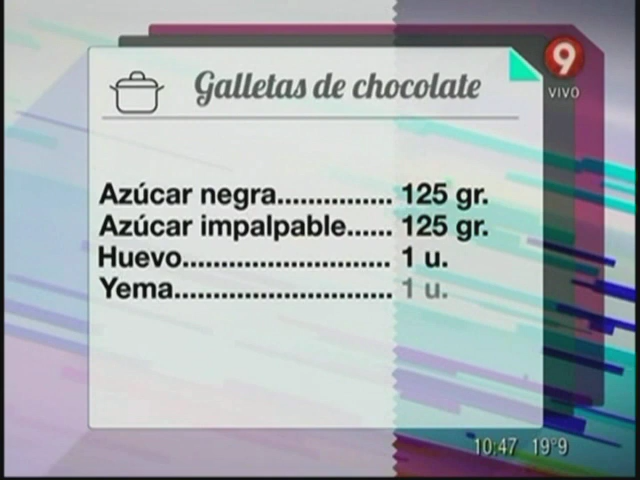 Galletas de chocolate
9
VIVO
Azúcar negra............... 125 gr.
Azúcar impalpable...... 125 gr.
Huevo........................... 1 u.
Yema............................ 1 u.
10:47 19°9